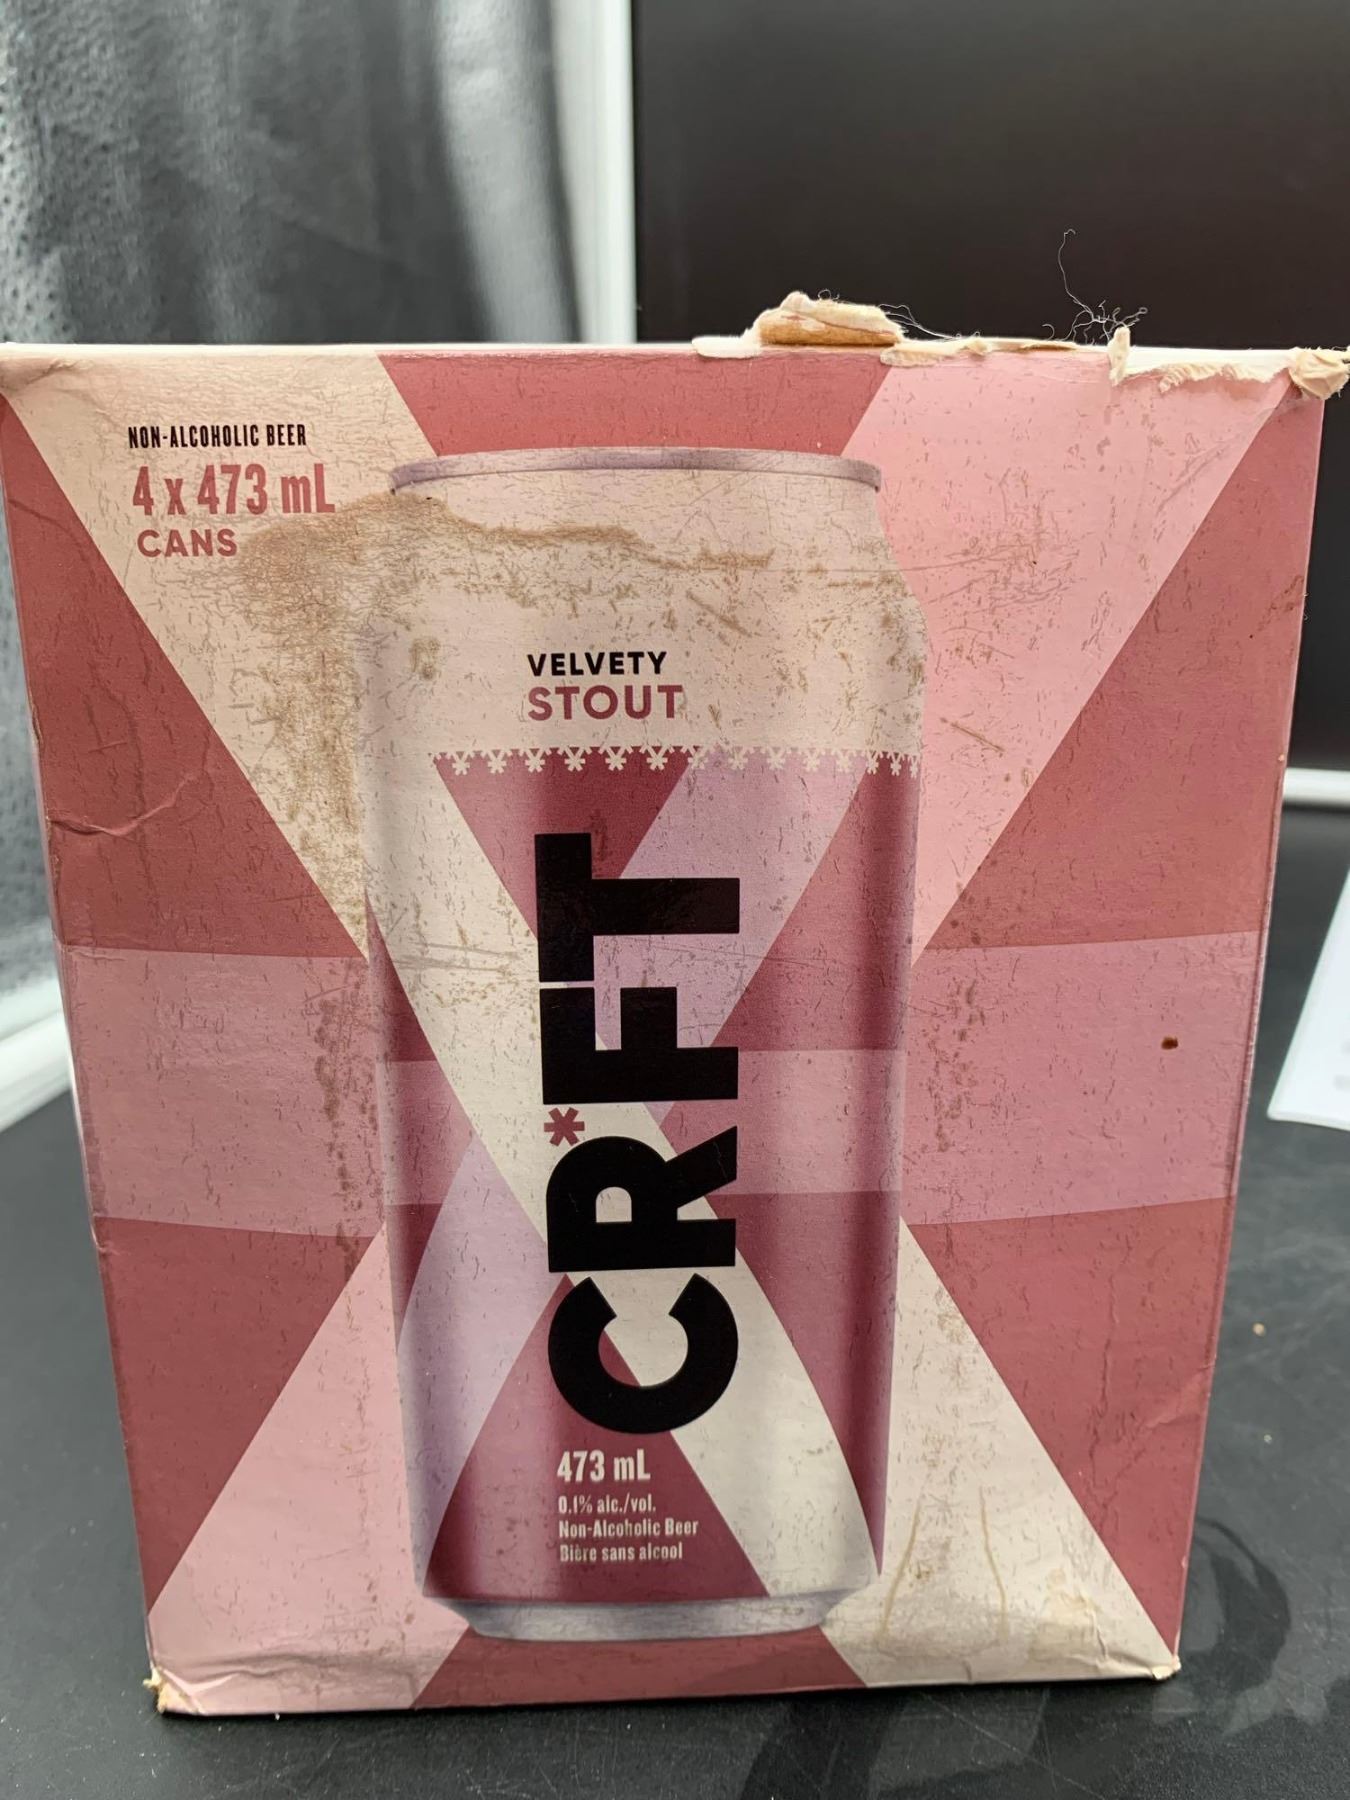 NON-ALCOHOLIC BEER
4 x 473 mL
CANS
VELVETY
STOUT
CR*FT
473 mL
0.1% alc./vol.
Non-Alcoholic Beer
Bière sans alcool